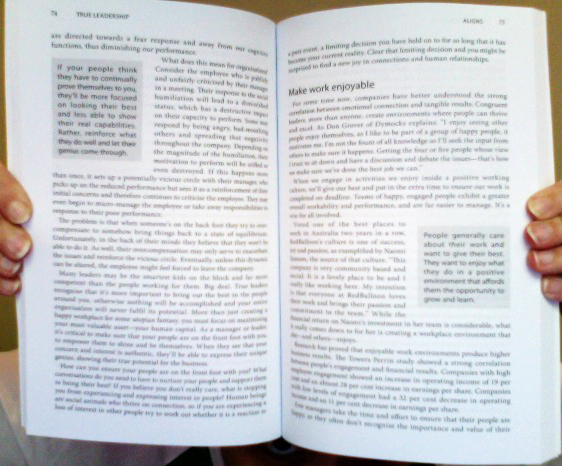 74 TRUE LEADERSHIP
are directed towards a fear response and away from our cognitive
functions, thus diminishing our performance.
If your people think
they have to continually
prove themselves to you,
they'll be more focused
on looking their best
and less able to show
their real capabilities.
Rather, reinforce what
they do well and let their
genius come through.
What does this mean for organisations?
Consider the employee who is publicly
and unfairly criticised by their manager
in a meeting. Their response to the social
humiliation will lead to a diminished
status, which has a destructive impact
on their capacity to perform. Some may
respond by being angry, bad-mouthing
others and spreading that negativity
throughout the company. Depending on
the magnitude of the humiliation, their
motivation to perform will be stifled or
even destroyed. If this happens more
than once, it sets up a potentially vicious circle with their manager who
picks up on the reduced performance but sees it as a reinforcement of their
initial concerns and therefore continues to criticise the employee. They may
even begin to micro-manage the employee or take away responsibilities in
response to their poor performance.
The problem is that when someone's on the back foot they try to over-
compensate to somehow bring things back to a state of equilibrium.
Unfortunately, in the back of their minds they believe that they won't be
able to do it. As well, their overcompensation may only serve to exacerbate
the issues and reinforce the vicious circle. Eventually, unless this dynamic
can be altered, the employee might feel forced to leave the company.
Many leaders may be the smartest kids on the block and be more
competent than the people working for them. Big deal. True leaders
recognise that it's more important to bring out the best in the people
around you, otherwise nothing will be accomplished and your entire
organisation will never fulfil its potential. More than just creating a
happy workplace for some utopian fantasy, you must focus on maximising
your most valuable asset—your human capital. As a manager or leader,
it's critical to make sure that your people are on the front foot with you
to empower them to shine and be themselves. When they see that your
concern and interest is authentic, they'll be able to express their unique
genius, showing their true potential for the business.
How can you ensure your people are on the front foot with you? What
conversations do you need to have to nurture your people and support them
in being their best? If you believe you don't really care, what is stopping
you from experiencing and expressing interest in people? Human beings
are social animals who thrive on connection, so if you are experiencing a
loss of interest in other people try to work out whether it is a reaction to
ALIGNS 75
a past event, a limiting decision you have held on to for so long that it has
become your current reality. Clear that limiting decision and you might be
surprised to find a new joy in connections and human relationships.
Make work enjoyable
For some time now, companies have better understood the strong
correlation between emotional connection and tangible results. Congruent
leaders, more than anyone, create environments where people can thrive
and excel. As Don Grover of Dymocks explains, "I enjoy seeing other
people enjoy themselves, as I like to be part of a group of happy people, it
motivates me. I'm not the fount of all knowledge so I'll seek the input from
others to make sure it happens. Getting the four or five people whose view
I trust to sit down and have a discussion and debate the issues—that's how
we make sure we've done the best job we can."
When we engage in activities we enjoy inside a positive working
culture, we'll give our best and put in the extra time to ensure our work is
completed on deadline. Teams of happy, engaged people exhibit a greater
overall workability and performance, and are far easier to manage. It's a
win for all involved.
Voted one of the best places to
work in Australia two years in a row,
RedBalloon's culture is one of success,
joy and passion, as exemplified by Naomi
Simson, the source of that culture. "This
company is very community based and
social. It is a lovely place to be and I
really like working here. My intention
is that everyone at RedBalloon loves
their work and brings their passion and
commitment to the team." While the
People generally care
about their work and
want to give their best.
They want to enjoy what
they do in a positive
environment that affords
them the opportunity to
grow and learn.
financial return on Naomi's investment in her team is considerable, what
it really comes down to for her is creating a workplace environment that
she—and others—enjoys.
Research has proved that enjoyable work environments produce higher
business results. The Towers Perrin study showed a strong correlation
between people's engagement and financial results. Companies with high
employee engagement showed an increase in operating income of 19 per
cent and an almost 28 per cent increase in earnings per share. Companies
with low levels of engagement had a 32 per cent decrease in operating
income and an 11 per cent decrease in earnings per share.
Few managers take the time and effort to ensure that their people are
happy as they often don't recognise the importance and value of their